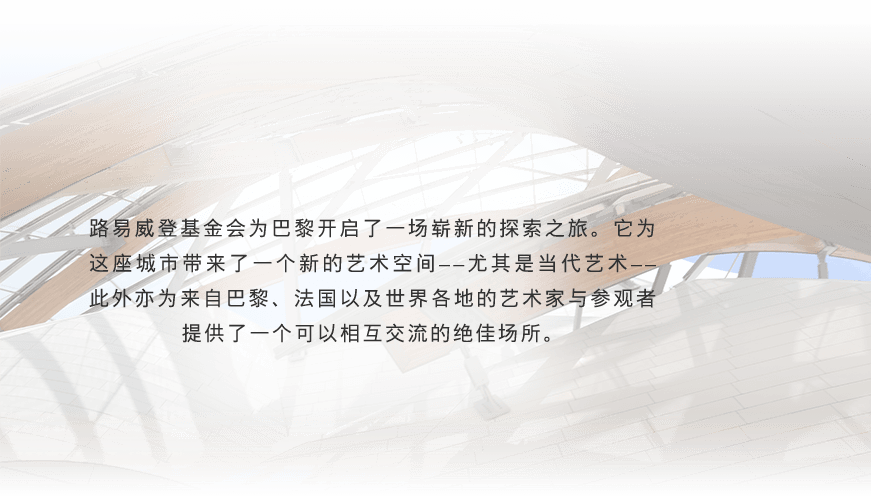 路易威登基金会为巴黎开启了一场崭新的探索之旅。它为
这座城市带来了一个新的艺术空间––尤其是当代艺术––
此外亦为来自巴黎、法国以及世界各地的艺术家与参观者
提供了一个可以相互交流的绝佳场所。